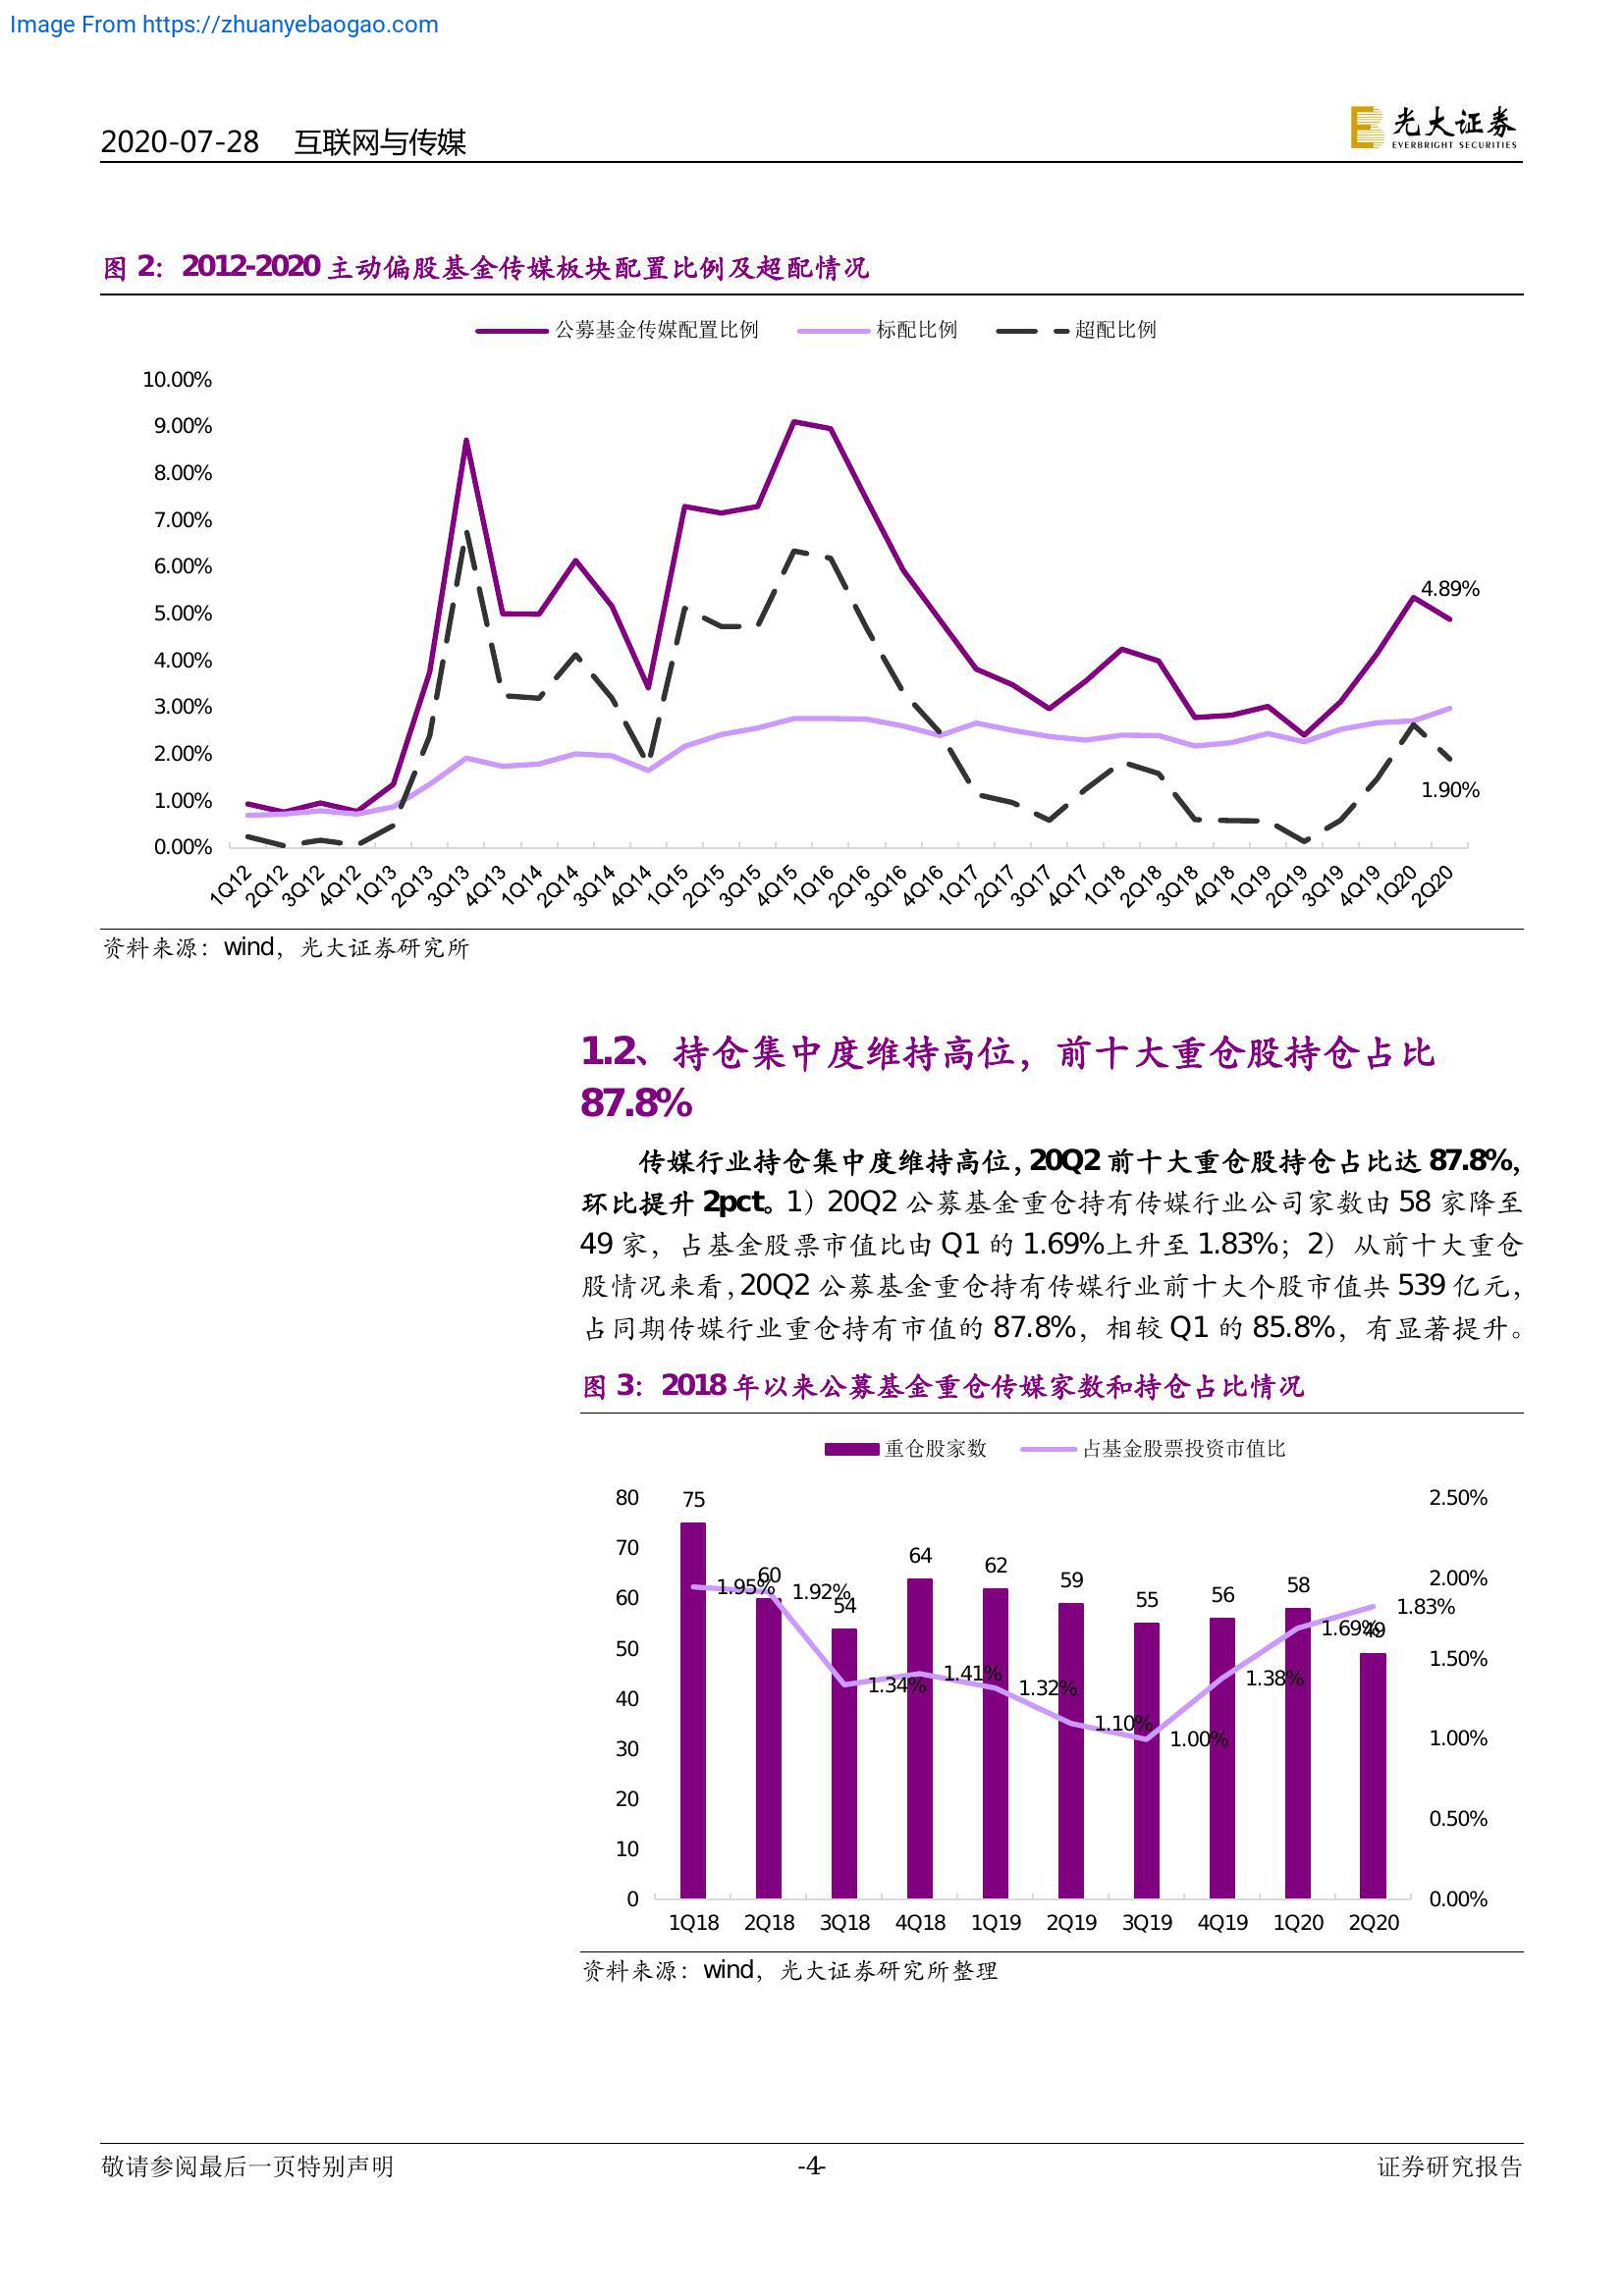 Image From https://zhuanyebaogao.com
2020-07-28 互联网与传媒
光大证券
EVERBRIGHT SECURITIES
图 2：2012-2020 主动偏股基金传媒板块配置比例及超配情况
公募基金传媒配置比例 标配比例 超配比例
10.00%
9.00%
8.00%
7.00%
6.00%
5.00%
4.00%
3.00%
2.00%
1.00%
0.00%
4.89%
1.90%
1Q12 2Q12 3Q12 4Q12 1Q13 2Q13 3Q13 4Q13 1Q14 2Q14 3Q14 4Q14 1Q15 2Q15 3Q15 4Q15 1Q16 2Q16 3Q16 4Q16 1Q17 2Q17 3Q17 4Q17 1Q18 2Q18 3Q18 4Q18 1Q19 2Q19 3Q19 4Q19 1Q20 2Q20
资料来源：wind，光大证券研究所
1.2、持仓集中度维持高位，前十大重仓股持仓占比
87.8%
传媒行业持仓集中度维持高位，20Q2 前十大重仓股持仓占比达 87.8%，
环比提升 2pct。1）20Q2 公募基金重仓持有传媒行业公司家数由 58 家降至
49 家，占基金股票市值比由 Q1 的 1.69%上升至 1.83%；2）从前十大重仓
股情况来看，20Q2 公募基金重仓持有传媒行业前十大个股市值共 539 亿元，
占同期传媒行业重仓持有市值的 87.8%，相较 Q1 的 85.8%，有显著提升。
图 3：2018 年以来公募基金重仓传媒家数和持仓占比情况
重仓股家数 占基金股票投资市值比
80
70
60
50
40
30
20
10
0
75 60 54 64 62 59 55 56 58 49
1.95% 1.92% 1.34% 1.41% 1.32% 1.10% 1.00% 1.38% 1.69% 1.83%
2.50%
2.00%
1.50%
1.00%
0.50%
0.00%
1Q18 2Q18 3Q18 4Q18 1Q19 2Q19 3Q19 4Q19 1Q20 2Q20
资料来源：wind，光大证券研究所整理
敬请参阅最后一页特别声明 -4- 证券研究报告